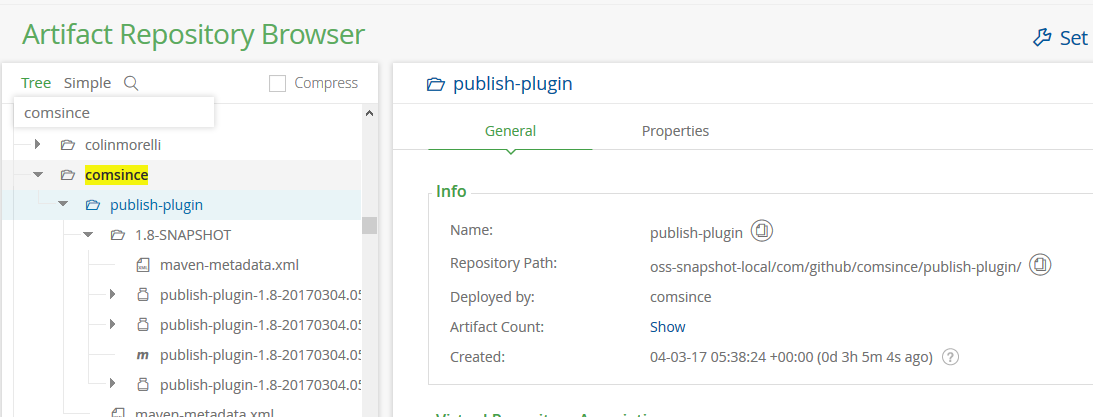 Artifact Repository Browser
Set
Tree Simple Compress
comsince
colinmorelli
comsince
publish-plugin
1.8-SNAPSHOT
maven-metadata.xml
publish-plugin-1.8-20170304.05
publish-plugin-1.8-20170304.05
m publish-plugin-1.8-20170304.05
publish-plugin-1.8-20170304.05
maven-metadata.xml
publish-plugin
General Properties
Info
Name: publish-plugin
Repository Path: oss-snapshot-local/com/github/comsince/publish-plugin/
Deployed by: comsince
Artifact Count: Show
Created: 04-03-17 05:38:24 +00:00 (0d 3h 5m 4s ago) ?